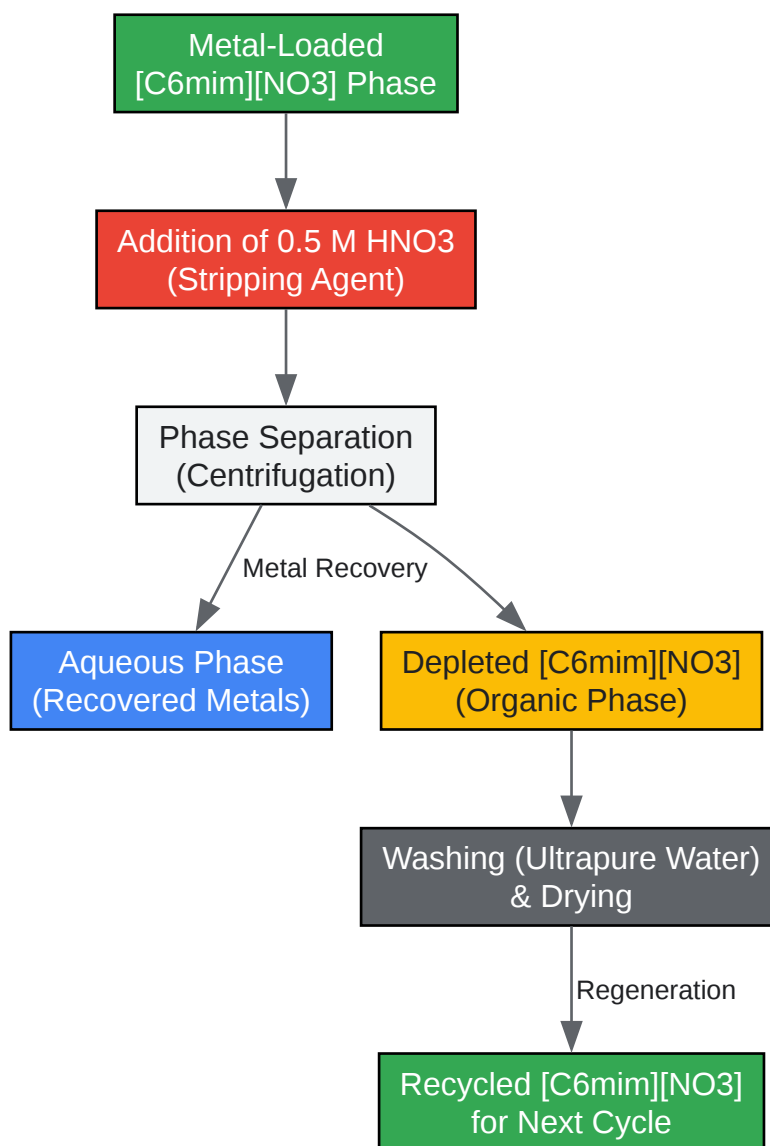 Metal-Loaded
[C6mim][NO3] Phase
Addition of 0.5 M HNO3
(Stripping Agent)
Phase Separation
(Centrifugation)
Metal Recovery
Aqueous Phase
(Recovered Metals)
Depleted [C6mim][NO3]
(Organic Phase)
Washing (Ultrapure Water)
& Drying
Regeneration
Recycled [C6mim][NO3]
for Next Cycle